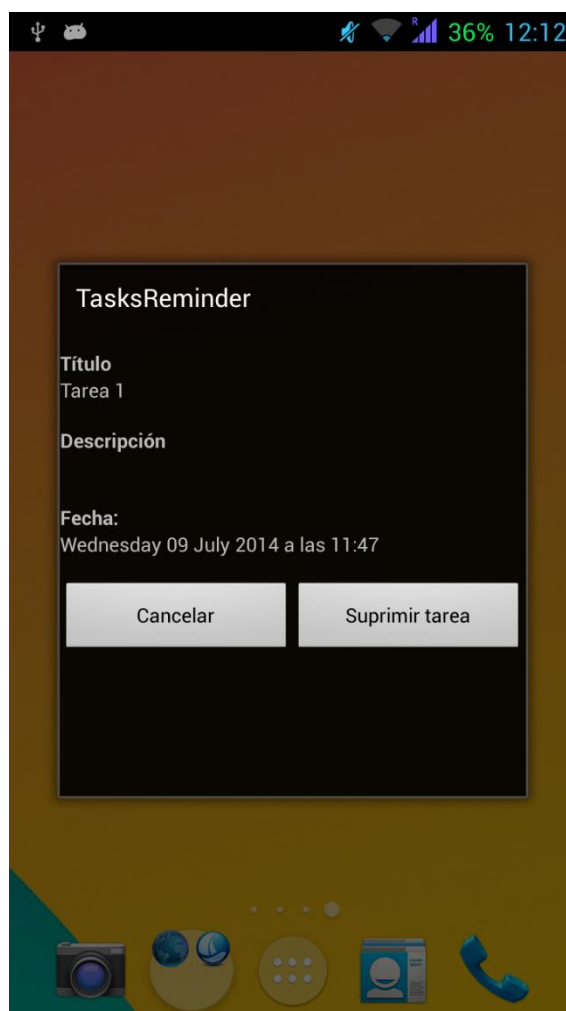 R
36% 12:12
TasksReminder
Título
Tarea 1
Descripción
Fecha:
Wednesday 09 July 2014 a las 11:47
Cancelar Suprimir tarea